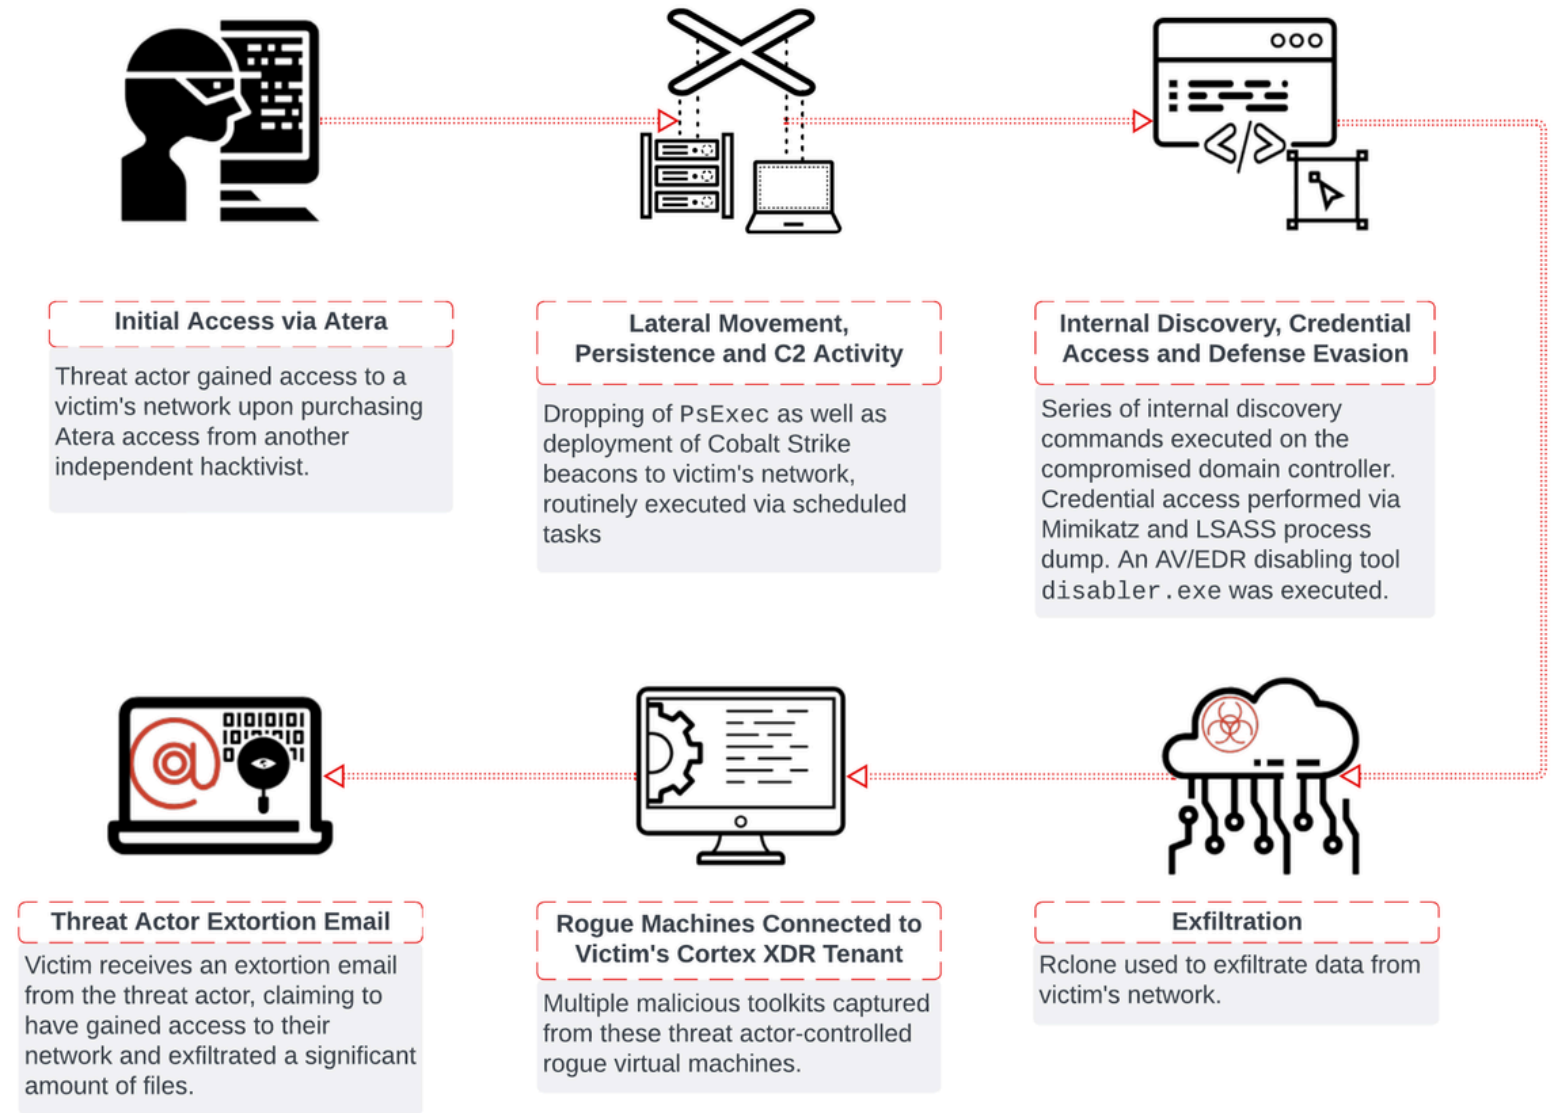 Initial Access via Atera
Threat actor gained access to a
victim's network upon purchasing
Atera access from another
independent hacktivist.
Lateral Movement,
Persistence and C2 Activity
Dropping of PsExec as well as
deployment of Cobalt Strike
beacons to victim's network,
routinely executed via scheduled
tasks
Internal Discovery, Credential
Access and Defense Evasion
Series of internal discovery
commands executed on the
compromised domain controller.
Credential access performed via
Mimikatz and LSASS process
dump. An AV/EDR disabling tool
disabler.exe was executed.
Exfiltration
Rclone used to exfiltrate data from
victim's network.
Rogue Machines Connected to
Victim's Cortex XDR Tenant
Multiple malicious toolkits captured
from these threat actor-controlled
rogue virtual machines.
Threat Actor Extortion Email
Victim receives an extortion email
from the threat actor, claiming to
have gained access to their
network and exfiltrated a significant
amount of files.